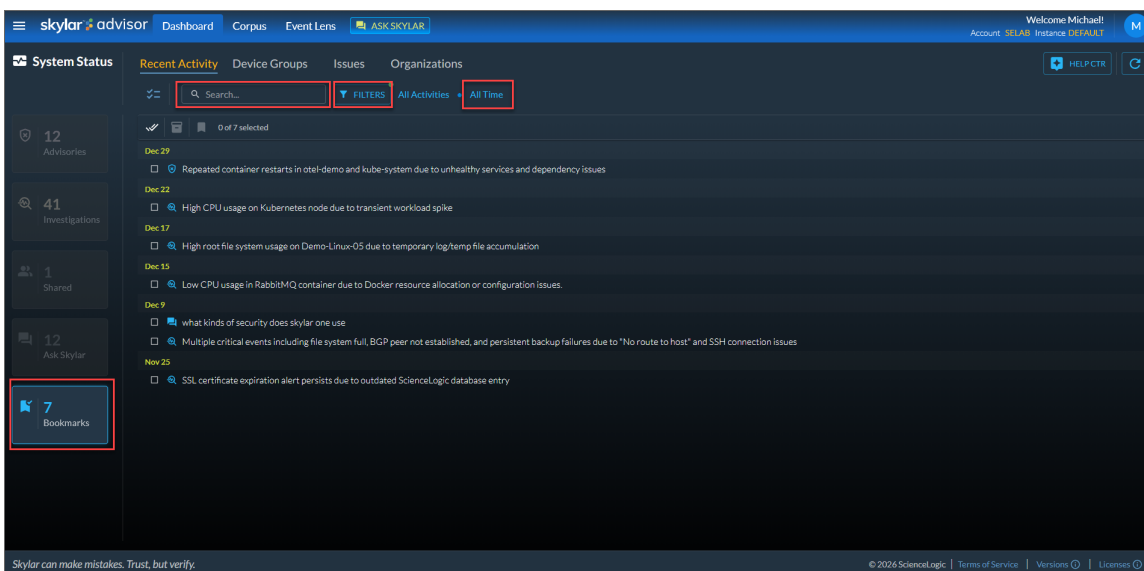 skylar advisor Dashboard Corpus Event Lens ASK SKYLAR
Welcome Michael!
Account SELAB Instance DEFAULT
M
System Status
Recent Activity Device Groups Issues Organizations
HELP CTR
Search... FILTERS All Activities All Time
0 of 7 selected
12
Advisories
41
Investigations
1
Shared
12
Ask Skylar
7
Bookmarks
Dec 29
Repeated container restarts in otel-demo and kube-system due to unhealthy services and dependency issues
Dec 22
High CPU usage on Kubernetes node due to transient workload spike
Dec 17
High root file system usage on Demo-Linux-05 due to temporary log/temp file accumulation
Dec 15
Low CPU usage in RabbitMQ container due to Docker resource allocation or configuration issues.
Dec 9
what kinds of security does skylar one use
Multiple critical events including file system full, BGP peer not established, and persistent backup failures due to "No route to host" and SSH connection issues
Nov 25
SSL certificate expiration alert persists due to outdated ScienceLogic database entry
Skylar can make mistakes. Trust, but verify.
© 2026 ScienceLogic | Terms of Service | Versions | Licenses